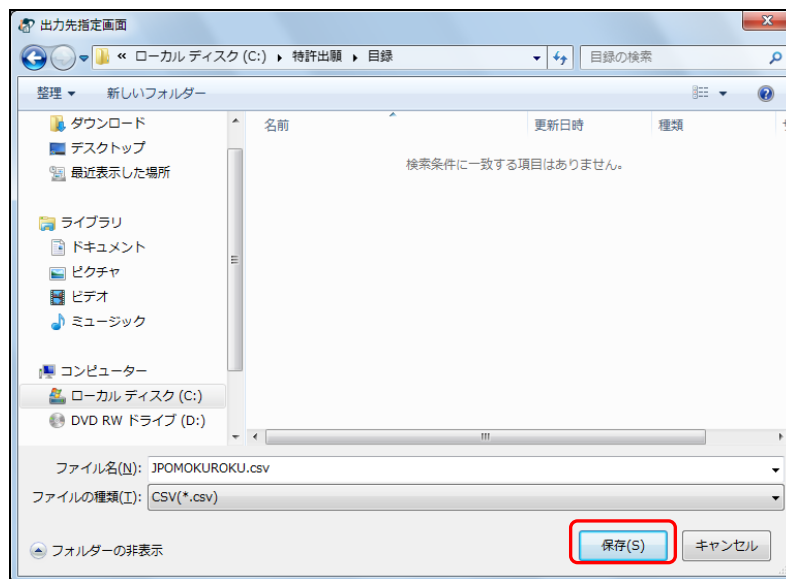 出力先指定画面
« ローカル ディスク (C:) ▶ 特許出願 ▶ 目録
目録の検索
整理 ▼ 新しいフォルダー
名前 更新日時 種類
検索条件に一致する項目はありません。
ダウンロード
デスクトップ
最近表示した場所
ライブラリ
ドキュメント
ピクチャ
ビデオ
ミュージック
コンピューター
ローカル ディスク (C:)
DVD RW ドライブ (D:)
ファイル名(N): JPOMOKUROKU.csv
ファイルの種類(T): CSV(*.csv)
フォルダーの非表示
保存(S) キャンセル